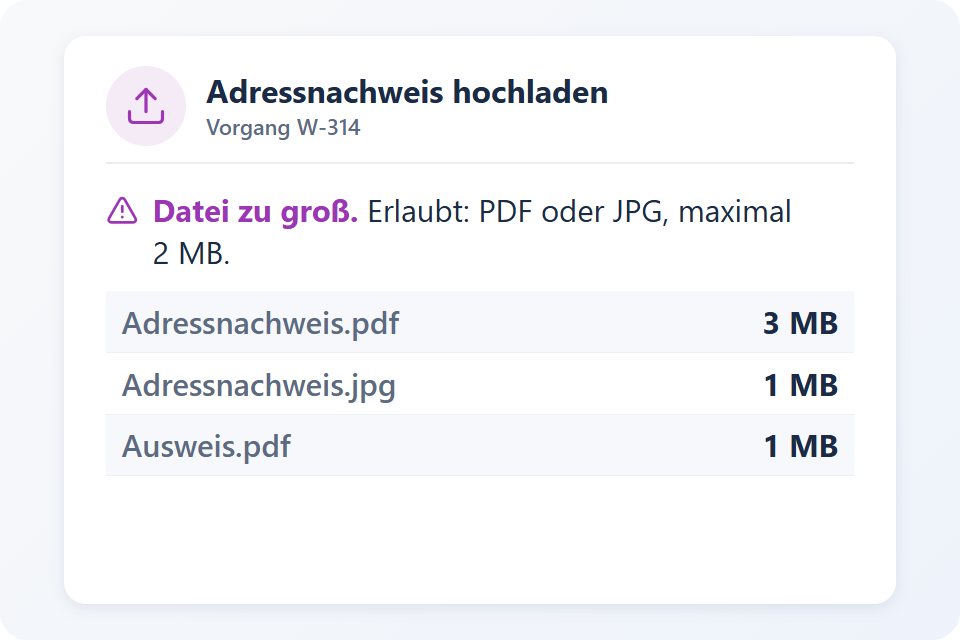 Adressnachweis hochladen
Vorgang W-314
Datei zu groß. Erlaubt: PDF oder JPG, maximal
2 MB.
Adressnachweis.pdf 3 MB
Adressnachweis.jpg 1 MB
Ausweis.pdf 1 MB